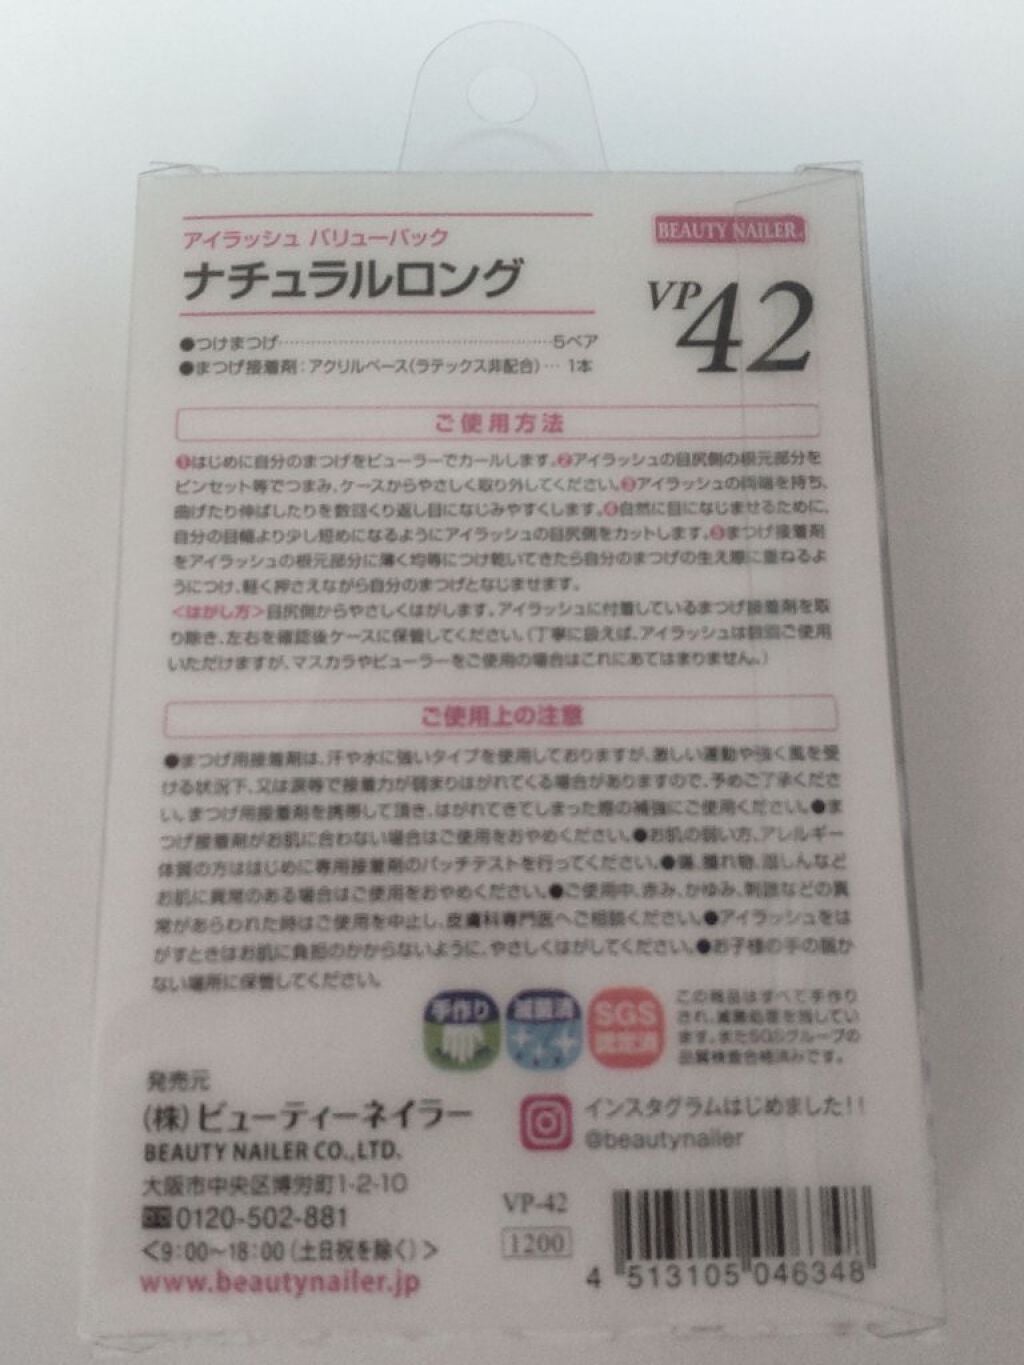 アイラッシュ バリューパック
ナチュラルロング
BEAUTY NAILER.
VP42
●つけまつげ……………………………………5ペア
●まつげ接着剤：アクリルベース（ラテックス非配合）… 1本
ご使用方法
❶はじめに自分のまつげをビューラーでカールします。❷アイラッシュの目尻側の根元部分を
ピンセット等でつまみ、ケースからやさしく取り外してください。❸アイラッシュの両端を持ち、
曲げたり伸ばしたりを数回くり返し目になじみやすくします。❹自然に目になじませるために、
自分の目幅より少し短めになるようにアイラッシュの目尻側をカットします。❺まつげ接着剤
をアイラッシュの根元部分に薄く均等につけ乾いてきたら自分のまつげの生え際に重ねるよ
うにつけ、軽く押さえながら自分のまつげとなじませます。
＜はがし方＞目尻側からやさしくはがします。アイラッシュに付着しているまつげ接着剤を取
り除き、左右を確認後ケースに保管してください。（丁寧に扱えば、アイラッシュは数回ご使用
いただけますが、マスカラやビューラーをご使用の場合はこれにあてはまりません。）
ご使用上の注意
●まつげ用接着剤は、汗や水に強いタイプを使用しておりますが、激しい運動や強く風を受
ける状況下、又は涙等で接着力が弱まりはがれてくる場合がありますので、予めご了承くださ
い。まつげ用接着剤を携帯して頂き、はがれてきてしまった際の補強にご使用ください。●ま
つげ接着剤がお肌に合わない場合はご使用をおやめください。●お肌の弱い方、アレルギー
体質の方ははじめに専用接着剤のパッチテストを行ってください。●傷、腫れ物、湿しんなど
お肌に異常のある場合はご使用をおやめください。●ご使用中、赤み、かゆみ、刺激などの異
常があらわれた時はご使用を中止し、皮膚科専門医へご相談ください。●アイラッシュをは
がすときはお肌に負担のかからないように、やさしくはがしてください。●お子様の手の届か
ない場所に保管してください。
手作り
滅菌済
SGS
認定済
この商品はすべて手作り
され、滅菌処理を施してい
ます。またSGSグループの
品質検査合格済みです。
発売元
（株）ビューティーネイラー
BEAUTY NAILER CO.,LTD.
大阪市中央区博労町1-2-10
0120-502-881
＜9:00～18:00（土日祝を除く）＞
www.beautynailer.jp
インスタグラムはじめました!!
@beautynailer
VP-42
1200
4 513105 046348